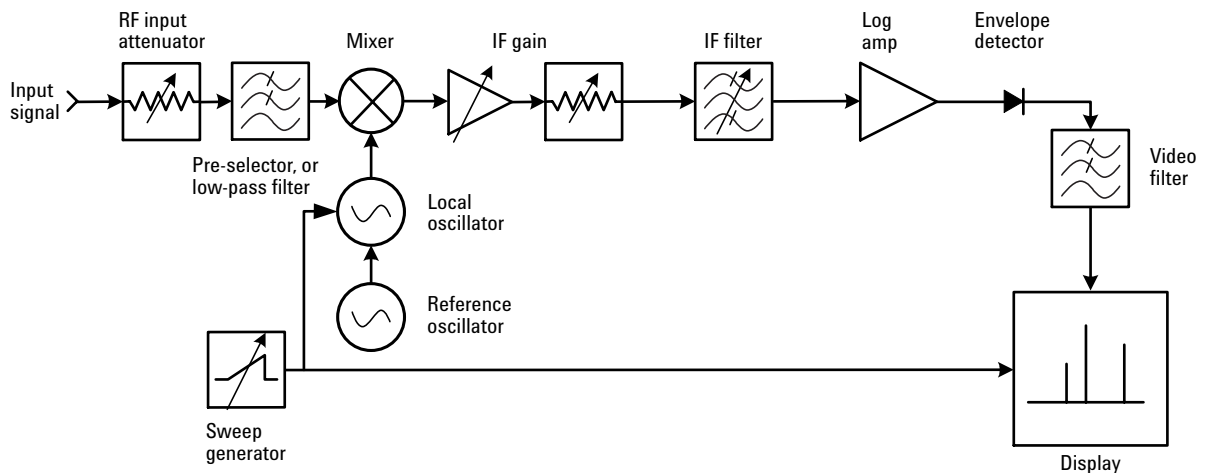 RF input
attenuator
Mixer
IF gain
IF filter
Log
amp
Envelope
detector
Input
signal
Pre-selector, or
low-pass filter
Video
filter
Local
oscillator
Reference
oscillator
Sweep
generator
Display